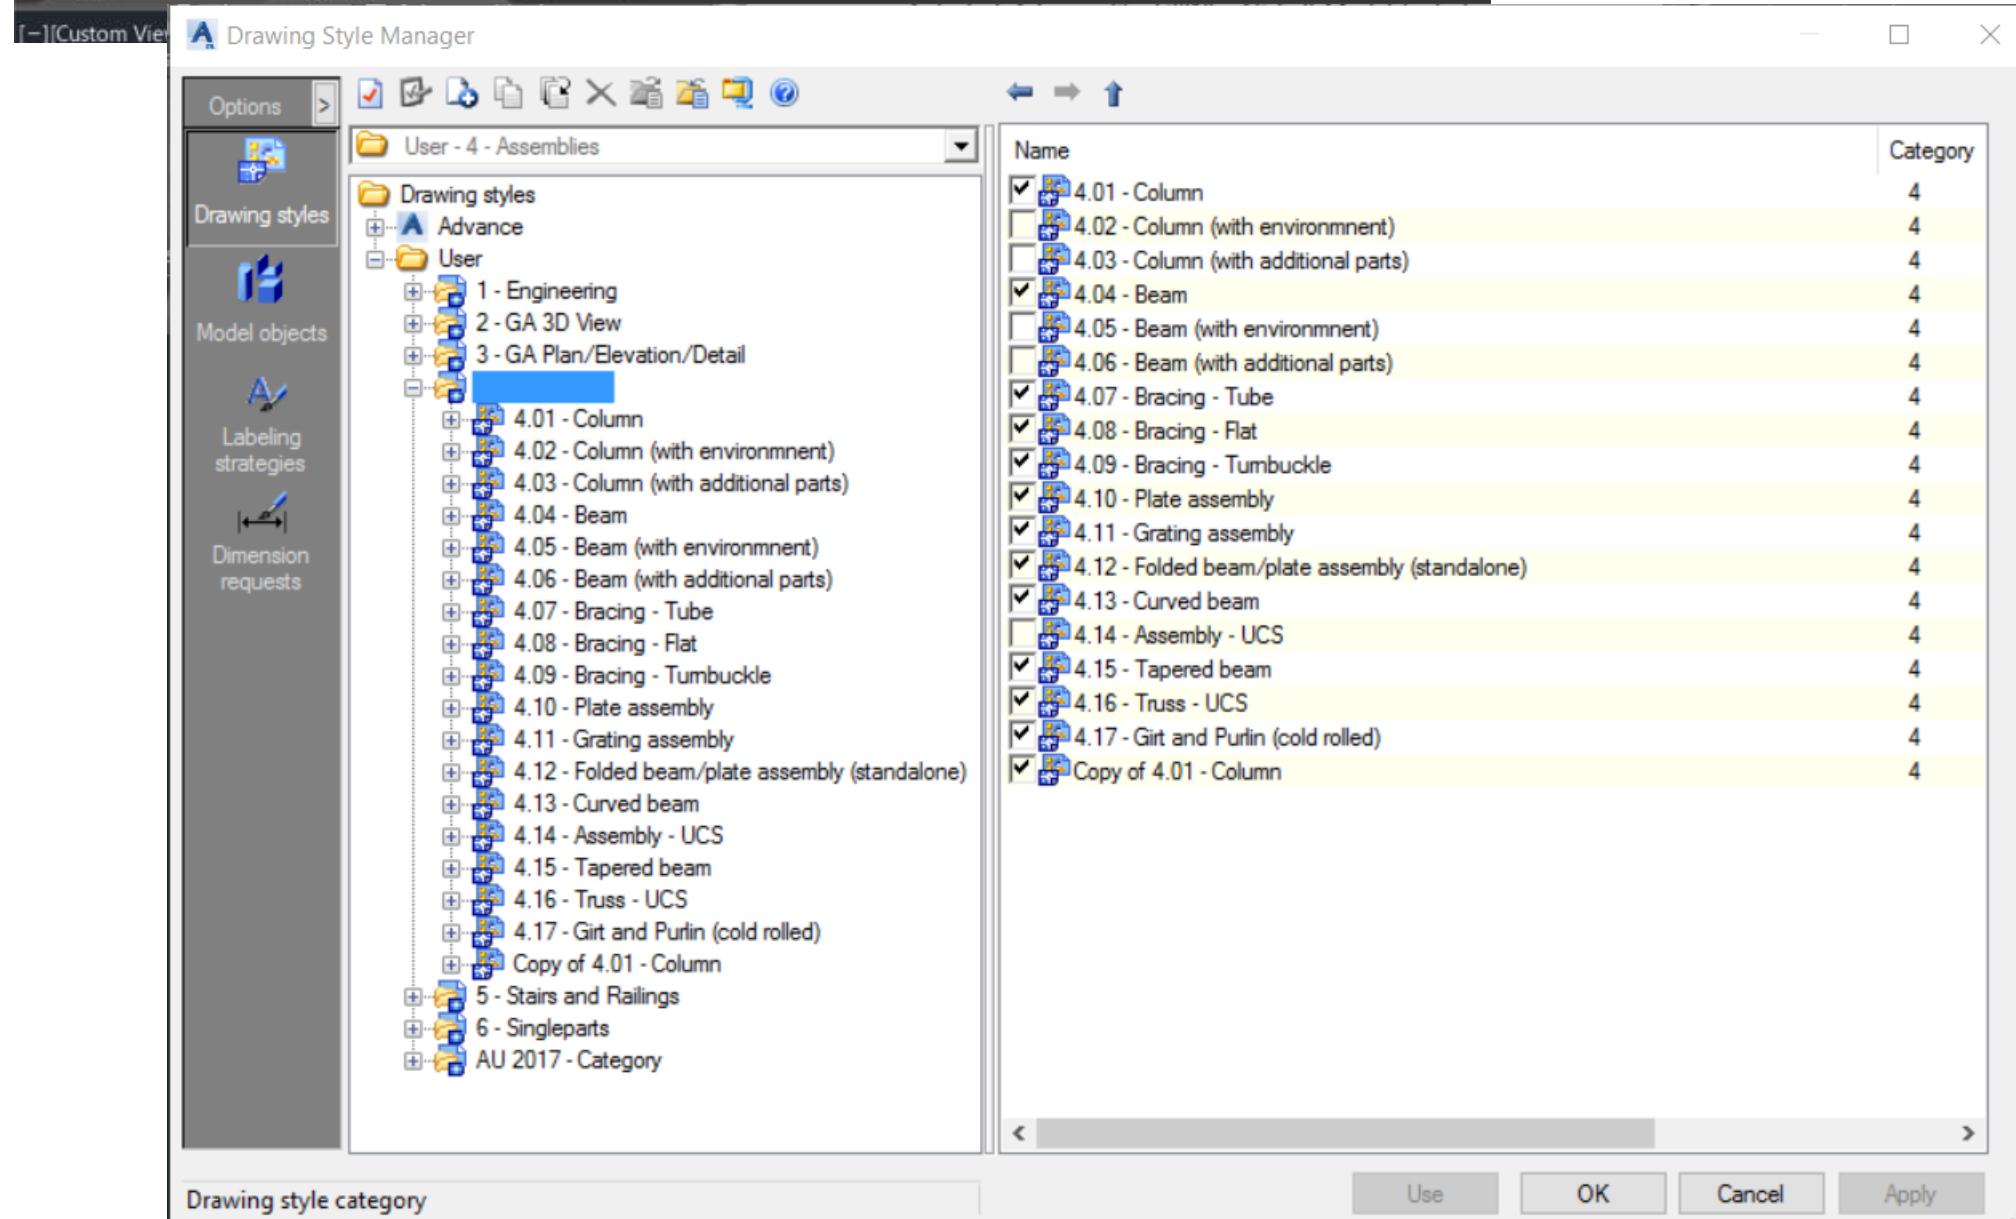 [−][Custom Vie
Drawing Style Manager
Options
>
Drawing styles
Model objects
Labeling
strategies
Dimension
requests
User - 4 - Assemblies
Drawing styles
Advance
User
1 - Engineering
2 - GA 3D View
3 - GA Plan/Elevation/Detail
4.01 - Column
4.02 - Column (with environmnent)
4.03 - Column (with additional parts)
4.04 - Beam
4.05 - Beam (with environmnent)
4.06 - Beam (with additional parts)
4.07 - Bracing - Tube
4.08 - Bracing - Flat
4.09 - Bracing - Turnbuckle
4.10 - Plate assembly
4.11 - Grating assembly
4.12 - Folded beam/plate assembly (standalone)
4.13 - Curved beam
4.14 - Assembly - UCS
4.15 - Tapered beam
4.16 - Truss - UCS
4.17 - Girt and Purlin (cold rolled)
Copy of 4.01 - Column
5 - Stairs and Railings
6 - Singleparts
AU 2017 - Category
Name Category
4.01 - Column 4
4.02 - Column (with environmnent) 4
4.03 - Column (with additional parts) 4
4.04 - Beam 4
4.05 - Beam (with environmnent) 4
4.06 - Beam (with additional parts) 4
4.07 - Bracing - Tube 4
4.08 - Bracing - Flat 4
4.09 - Bracing - Turnbuckle 4
4.10 - Plate assembly 4
4.11 - Grating assembly 4
4.12 - Folded beam/plate assembly (standalone) 4
4.13 - Curved beam 4
4.14 - Assembly - UCS 4
4.15 - Tapered beam 4
4.16 - Truss - UCS 4
4.17 - Girt and Purlin (cold rolled) 4
Copy of 4.01 - Column 4
Drawing style category
Use OK Cancel Apply